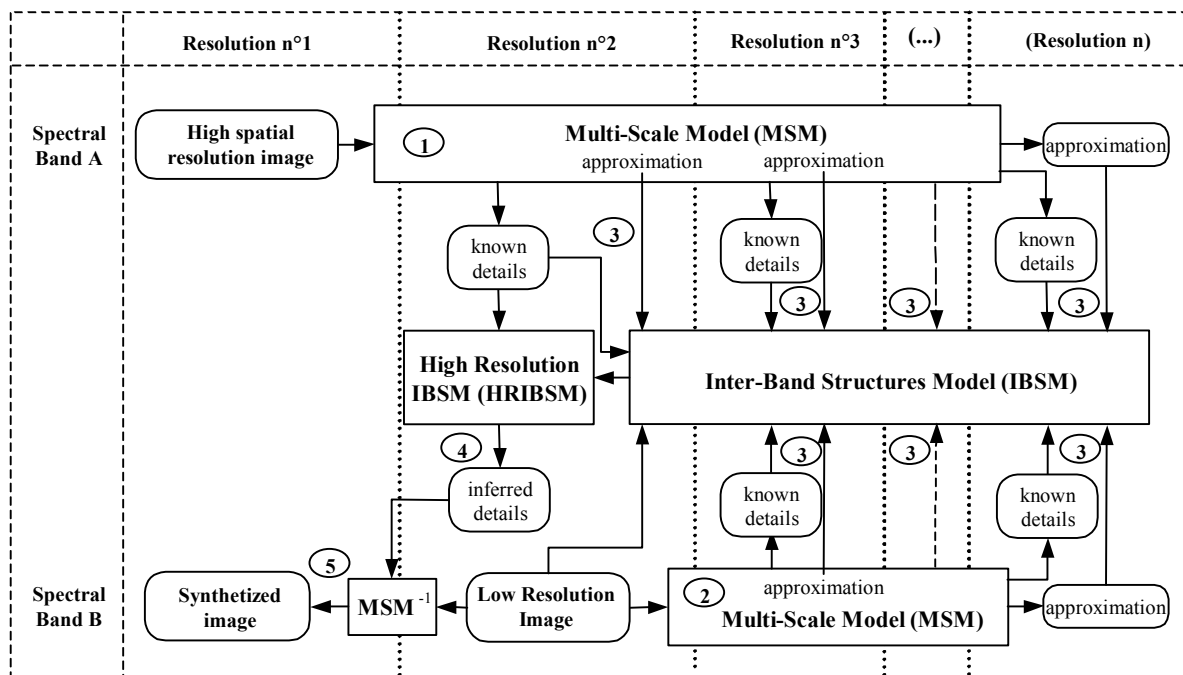 Resolution n°1
Resolution n°2
Resolution n°3
(...)
(Resolution n)
Spectral
Band A
High spatial
resolution image
1
Multi-Scale Model (MSM)
approximation
approximation
approximation
known
details
3
known
details
known
details
3
3
3
High Resolution
IBSM (HRIBSM)
Inter-Band Structures Model (IBSM)
4
3
3
3
inferred
details
known
details
known
details
5
Spectral
Band B
Synthetized
image
MSM -1
Low Resolution
Image
2
approximation
Multi-Scale Model (MSM)
approximation